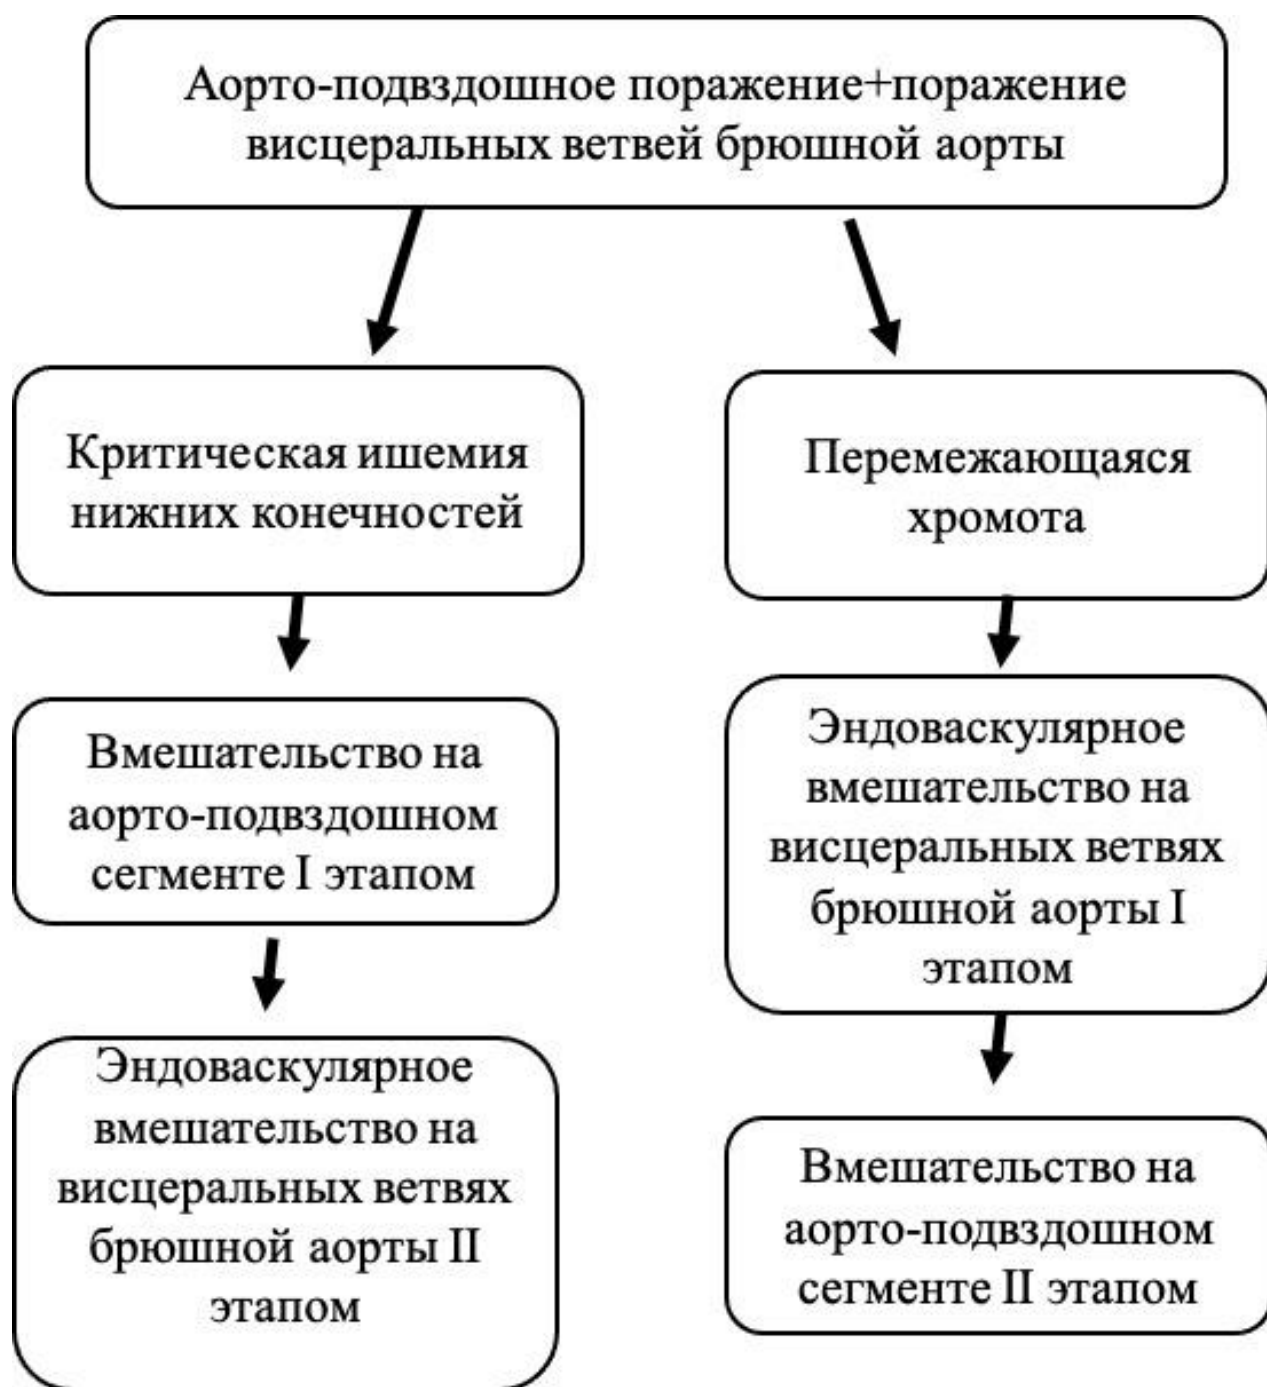 Аорто-подвздошное поражение+поражение
висцеральных ветвей брюшной аорты
Критическая ишемия
нижних конечностей
Перемежающаяся
хромота
Вмешательство на
аорто-подвздошном
сегменте I этапом
Эндоваскулярное
вмешательство на
висцеральных ветвях
брюшной аорты I
этапом
Эндоваскулярное
вмешательство на
висцеральных ветвях
брюшной аорты II
этапом
Вмешательство на
аорто-подвздошном
сегменте II этапом